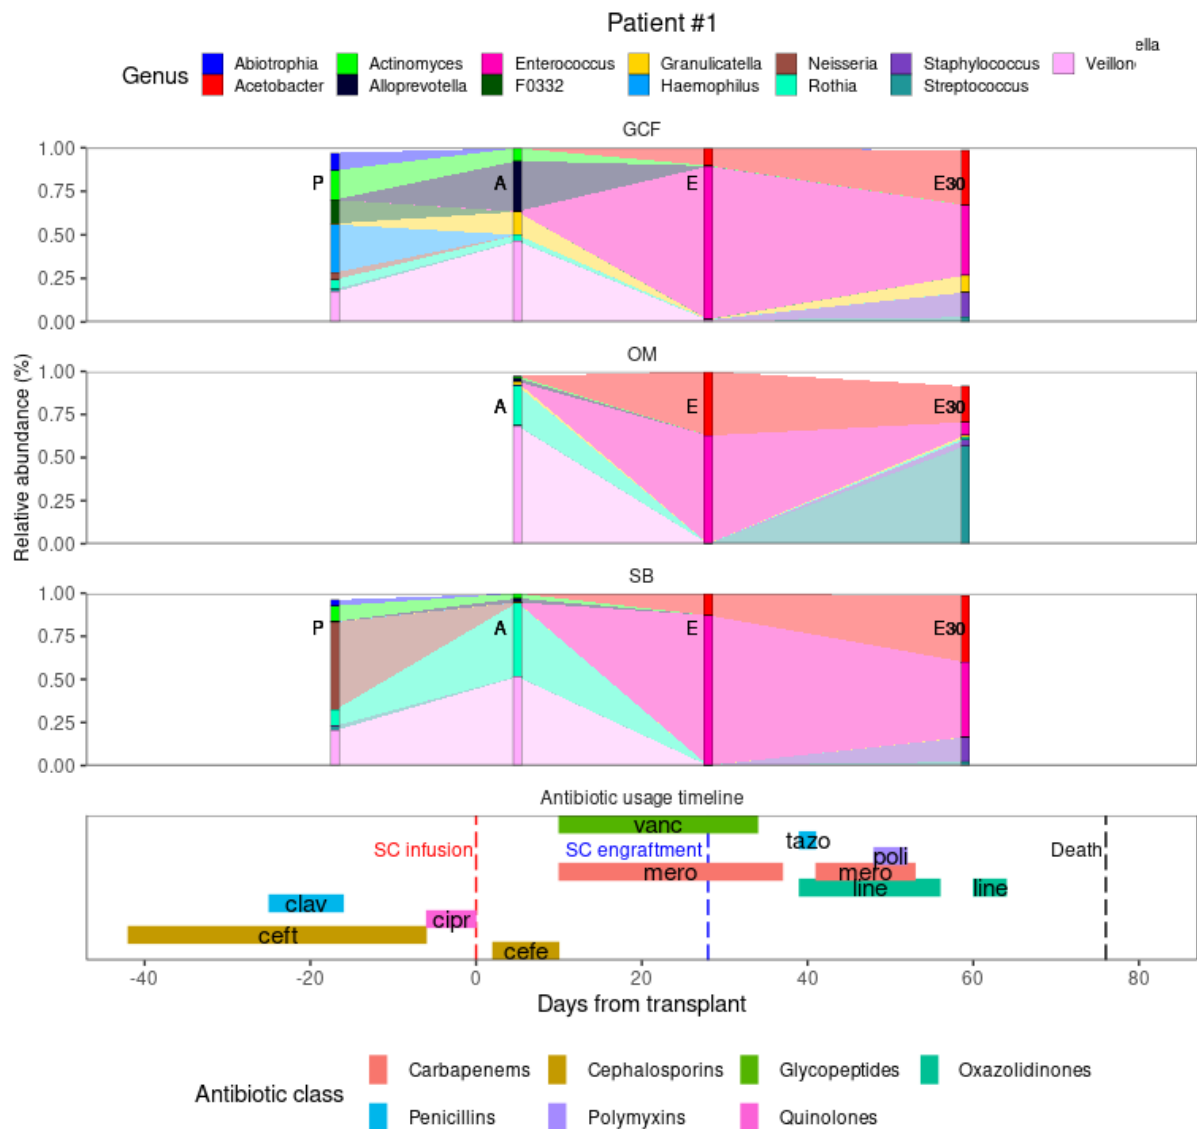 Patient #1
Genus
Abiotrophia Actinomyces Enterococcus Granulicatella Neisseria Staphylococcus Veillonella
Acetobacter Alloprevotella F0332 Haemophilus Rothia Streptococcus
GCF
1.00
0.75
0.50
0.25
0.00
P A E E30
OM
1.00
0.75
0.50
0.25
0.00
A E E30
Relative abundance (%)
SB
1.00
0.75
0.50
0.25
0.00
P A E E30
Antibiotic usage timeline
vanc
tazo
SC infusion SC engraftment poli Death
mero mero
line line
clav
cipr
ceft
cefe
-40 -20 0 20 40 60 80
Days from transplant
Antibiotic class
Carbapenems Cephalosporins Glycopeptides Oxazolidinones
Penicillins Polymyxins Quinolones